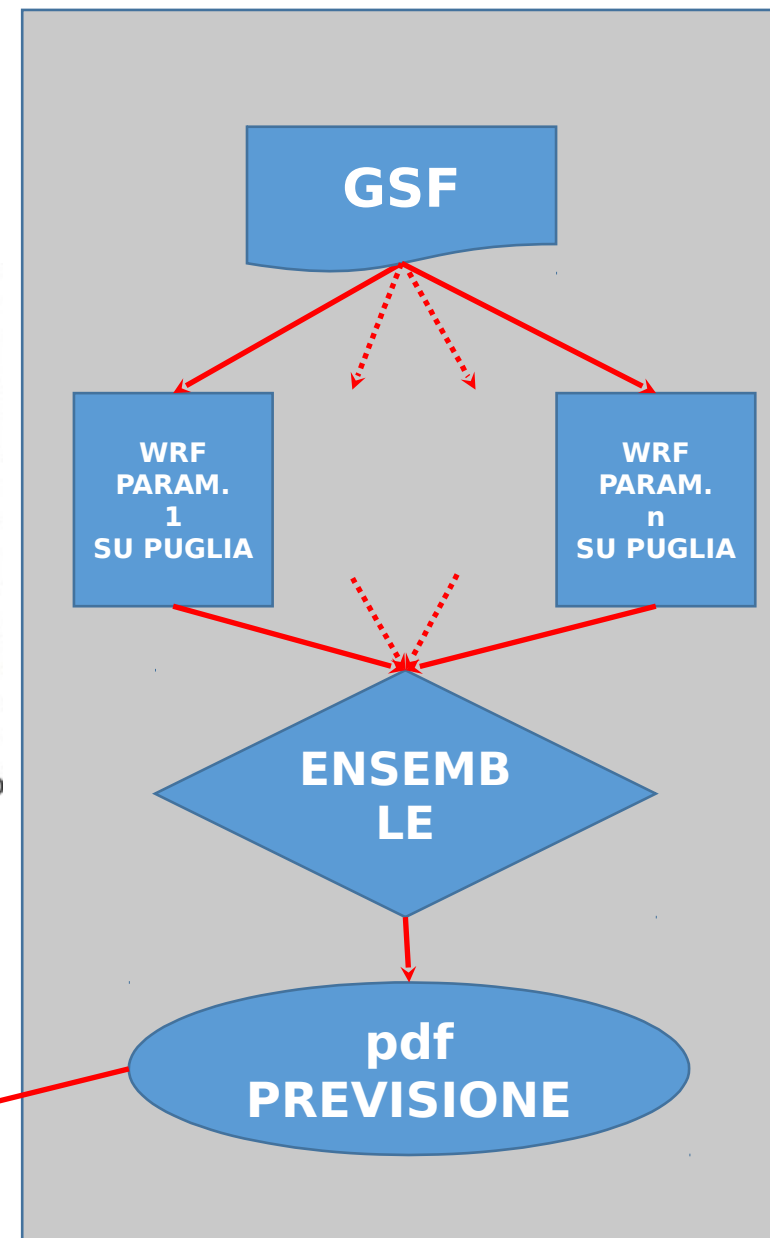 GSF
WRF
PARAM.
1
SU PUGLIA
WRF
PARAM.
n
SU PUGLIA
ENSEMB
LE
pdf
PREVISIONE